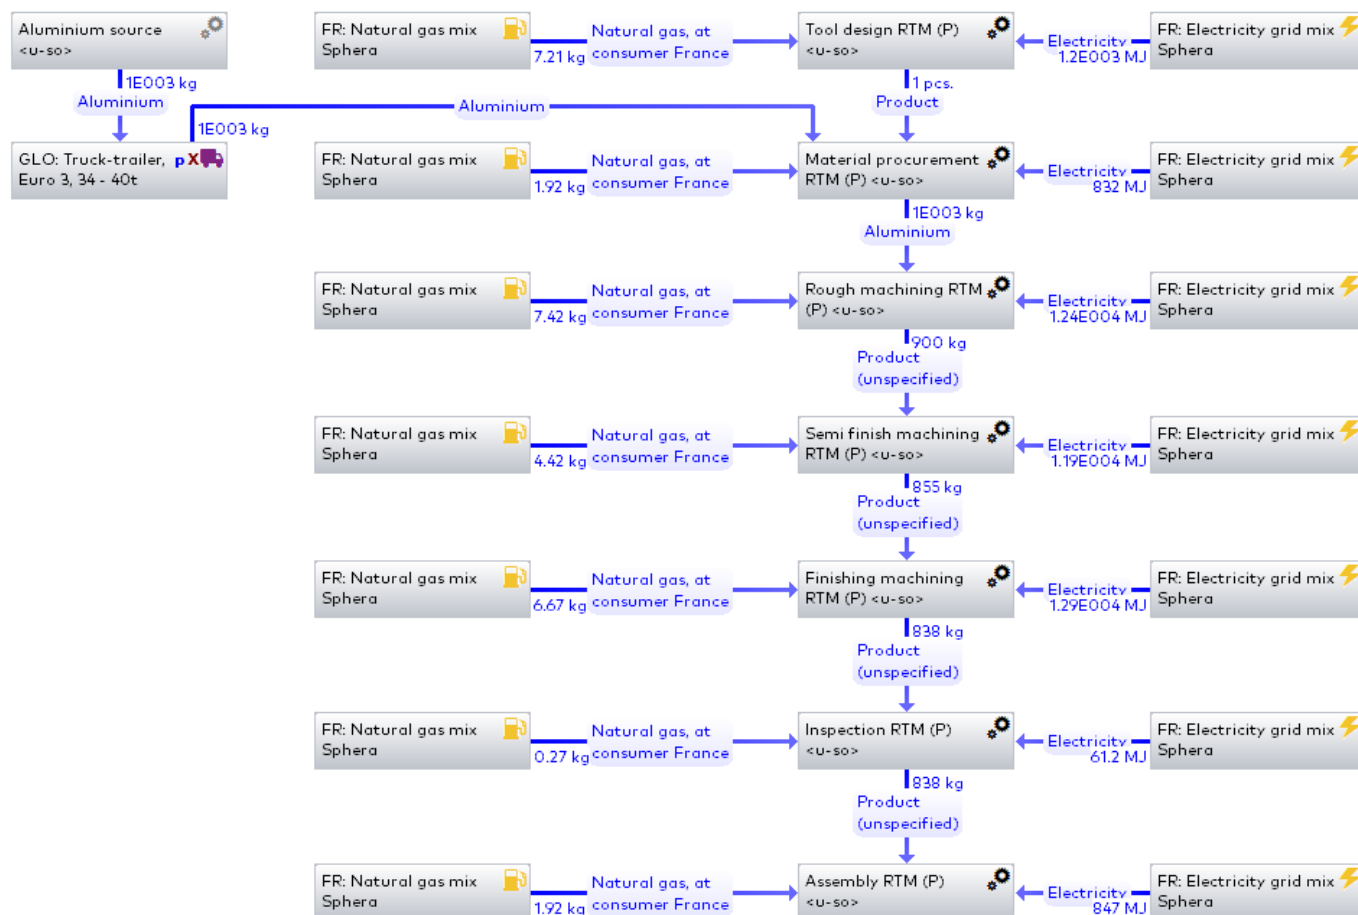 Aluminium source
<u-so>
FR: Natural gas mix
Sphera
7.21 kg
Natural gas, at
consumer France
Tool design RTM (P)
<u-so>
Electricity
1.2E003 MJ
FR: Electricity grid mix
Sphera
1E003 kg
Aluminium
1 pcs.
Product
Aluminium
1E003 kg
GLO: Truck-trailer,
Euro 3, 34 - 40t
p X
FR: Natural gas mix
Sphera
1.92 kg
Natural gas, at
consumer France
Material procurement
RTM (P) <u-so>
Electricity
832 MJ
FR: Electricity grid mix
Sphera
1E003 kg
Aluminium
FR: Natural gas mix
Sphera
7.42 kg
Natural gas, at
consumer France
Rough machining RTM
(P) <u-so>
Electricity
1.24E004 MJ
FR: Electricity grid mix
Sphera
900 kg
Product
(unspecified)
FR: Natural gas mix
Sphera
4.42 kg
Natural gas, at
consumer France
Semi finish machining
RTM (P) <u-so>
Electricity
1.19E004 MJ
FR: Electricity grid mix
Sphera
855 kg
Product
(unspecified)
FR: Natural gas mix
Sphera
6.67 kg
Natural gas, at
consumer France
Finishing machining
RTM (P) <u-so>
Electricity
1.29E004 MJ
FR: Electricity grid mix
Sphera
838 kg
Product
(unspecified)
FR: Natural gas mix
Sphera
0.27 kg
Natural gas, at
consumer France
Inspection RTM (P)
<u-so>
Electricity
61.2 MJ
FR: Electricity grid mix
Sphera
838 kg
Product
(unspecified)
FR: Natural gas mix
Sphera
1.92 kg
Natural gas, at
consumer France
Assembly RTM (P)
<u-so>
Electricity
847 MJ
FR: Electricity grid mix
Sphera